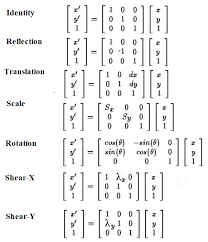 Identity
[ x′ ] [ 1 0 0 ] [ x ]
[ y′ ] = [ 0 1 0 ] [ y ]
[ 1 ] [ 0 0 1 ] [ 1 ]
Reflection
[ x′ ] [ 1 0 0 ] [ x ]
[ y′ ] = [ 0 -1 0 ] [ y ]
[ 1 ] [ 0 0 1 ] [ 1 ]
Translation
[ x′ ] [ 1 0 dx ] [ x ]
[ y′ ] = [ 0 1 dy ] [ y ]
[ 1 ] [ 0 0 1 ] [ 1 ]
Scale
[ x′ ] [ Sx 0 0 ] [ x ]
[ y′ ] = [ 0 Sy 0 ] [ y ]
[ 1 ] [ 0 0 1 ] [ 1 ]
Rotation
[ x′ ] [ cos(θ) −sin(θ) 0 ] [ x ]
[ y′ ] = [ sin(θ) cos(θ) 0 ] [ y ]
[ 1 ] [ 0 0 1 ] [ 1 ]
Shear-X
[ x′ ] [ 1 λx 0 ] [ x ]
[ y′ ] = [ 0 1 0 ] [ y ]
[ 1 ] [ 0 0 1 ] [ 1 ]
Shear-Y
[ x′ ] [ 1 0 0 ] [ x ]
[ y′ ] = [ λy 1 0 ] [ y ]
[ 1 ] [ 0 0 1 ] [ 1 ]